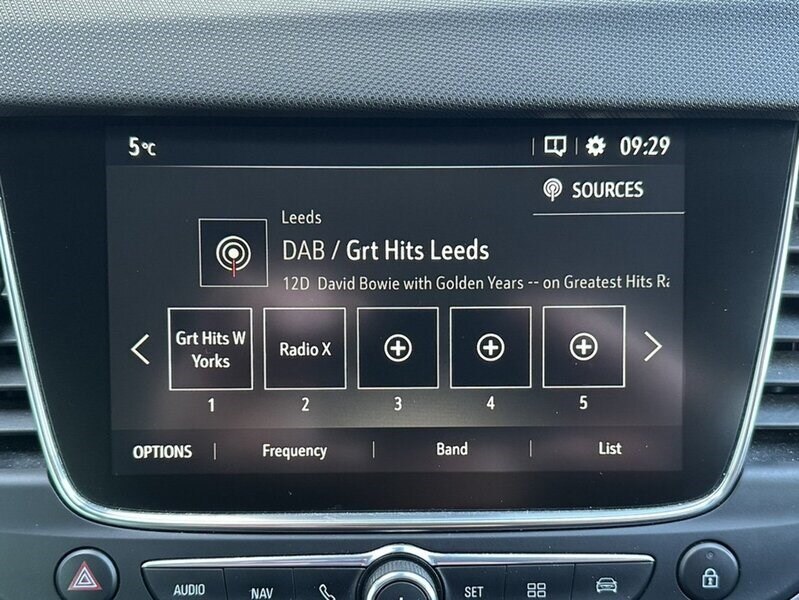 5°C 09:29
SOURCES
Leeds
DAB / Grt Hits Leeds
12D David Bowie with Golden Years -- on Greatest Hits Ra
Grt Hits W
Yorks
Radio X
1 2 3 4 5
OPTIONS Frequency Band List
AUDIO NAV SET